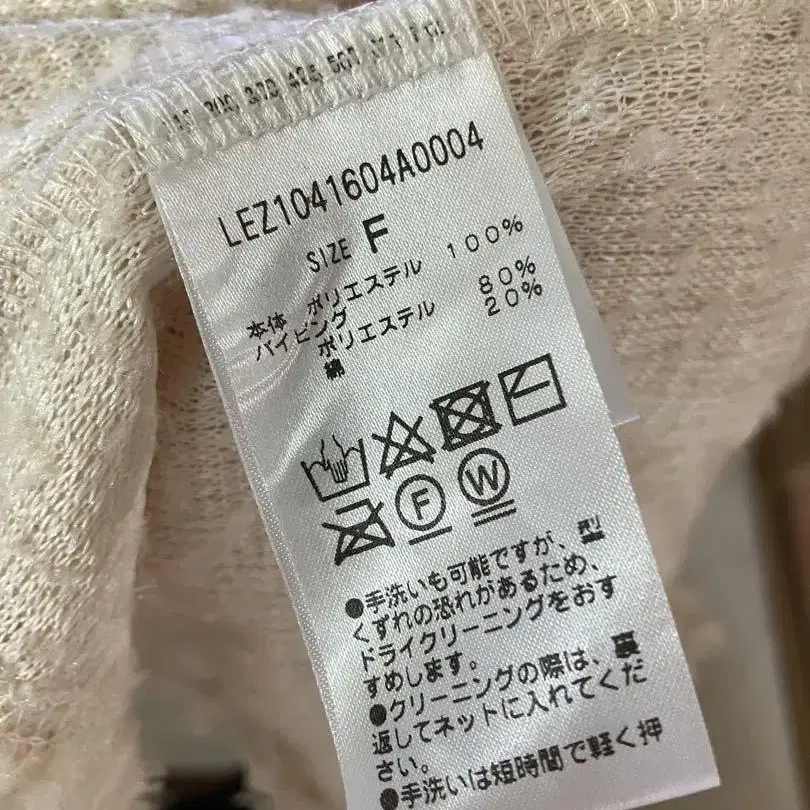 LEZ1041604A0004
SIZE F
本体 ポリエステル 100%
パイピング
ポリエステル 80%
綿 20%
F W
●手洗いも可能ですが、型
くずれの恐れがあるため、
ドライクリーニングをおす
すめします。
●クリーニングの際は、裏
返してネットに入れてくだ
さい。
●手洗いは短時間で軽く押